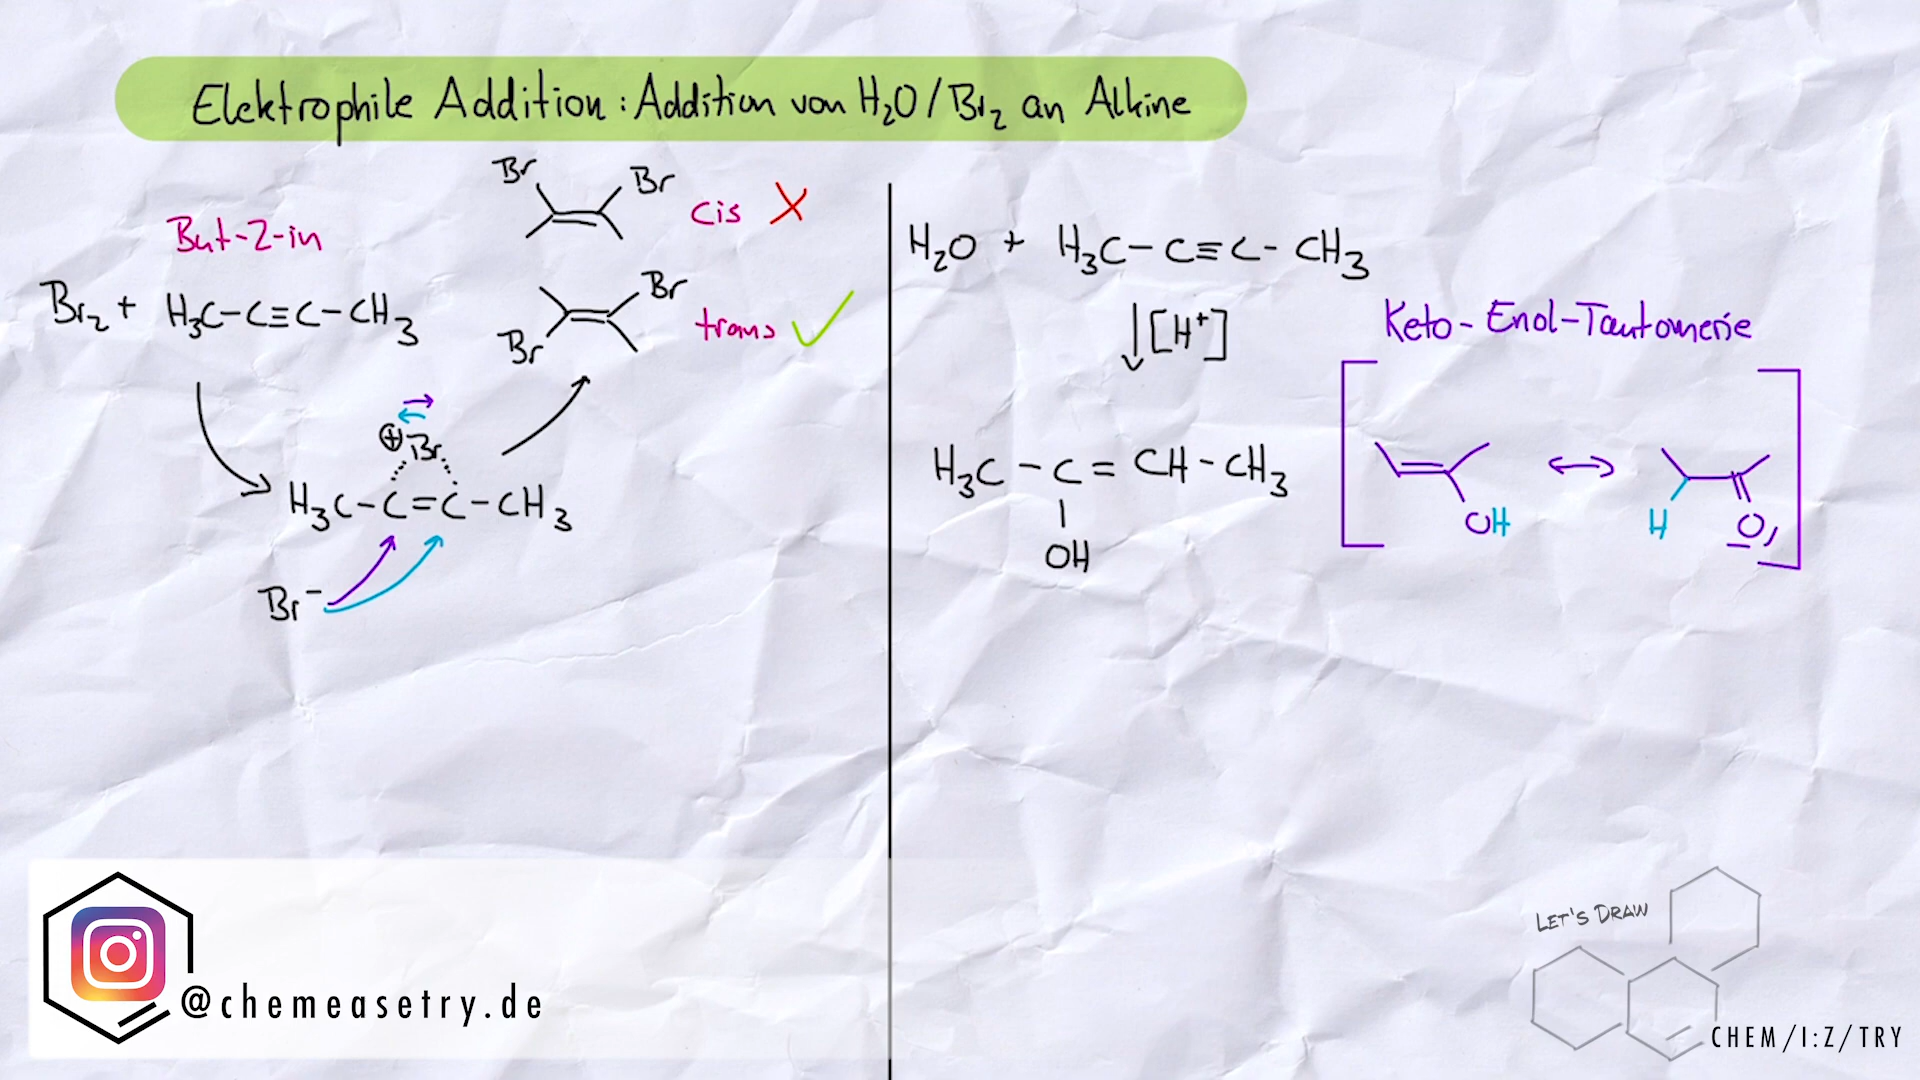 Elektrophile Addition: Addition von H₂O/Br₂ an Alkine
Br Br cis X
But-2-in
Br₂ + H₃C-C≡C-CH₃
Br Br trans ✓
⊕Br
H₃C-C=C-CH₃
Br⁻
H₂O + H₃C-C≡C-CH₃
↓[H⁺]
H₃C-C=CH-CH₃
OH
Keto-Enol-Tautomerie
OH ↔ H O
@chemeasetry.de
LET'S DRAW
CHEM/I:Z/TRY